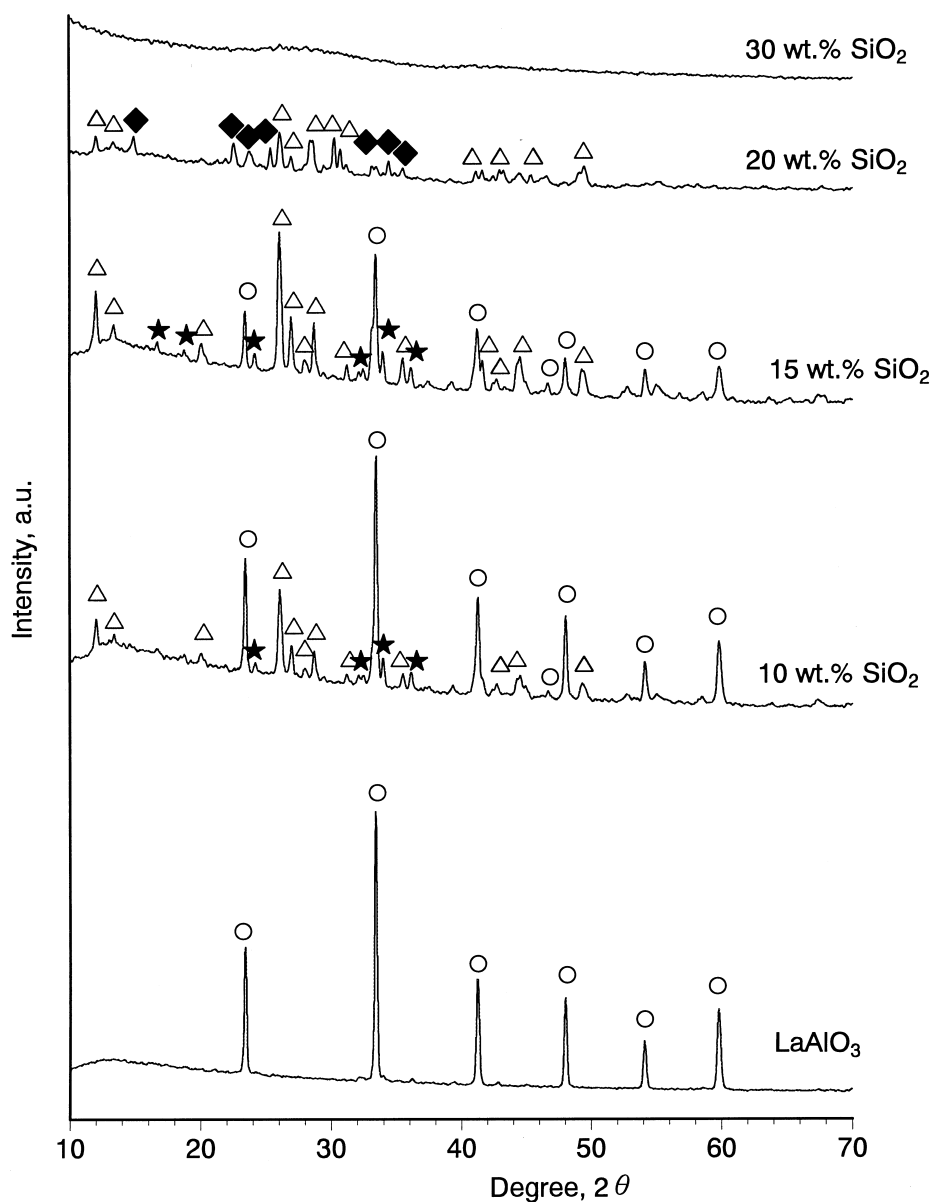 30 wt.% SiO₂
20 wt.% SiO₂
15 wt.% SiO₂
10 wt.% SiO₂
LaAlO₃
Intensity, a.u.
10 20 30 40 50 60 70
Degree, 2 θ